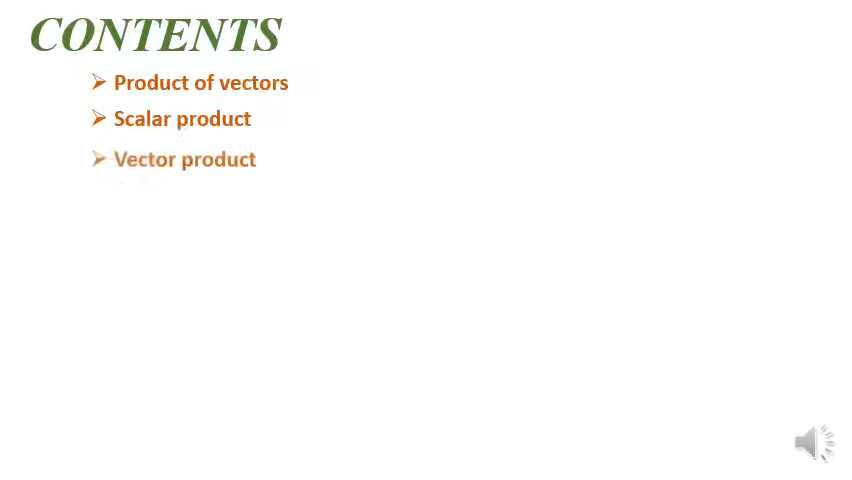 CONTENTS
➢ Product of vectors
➢ Scalar product
➢ Vector product